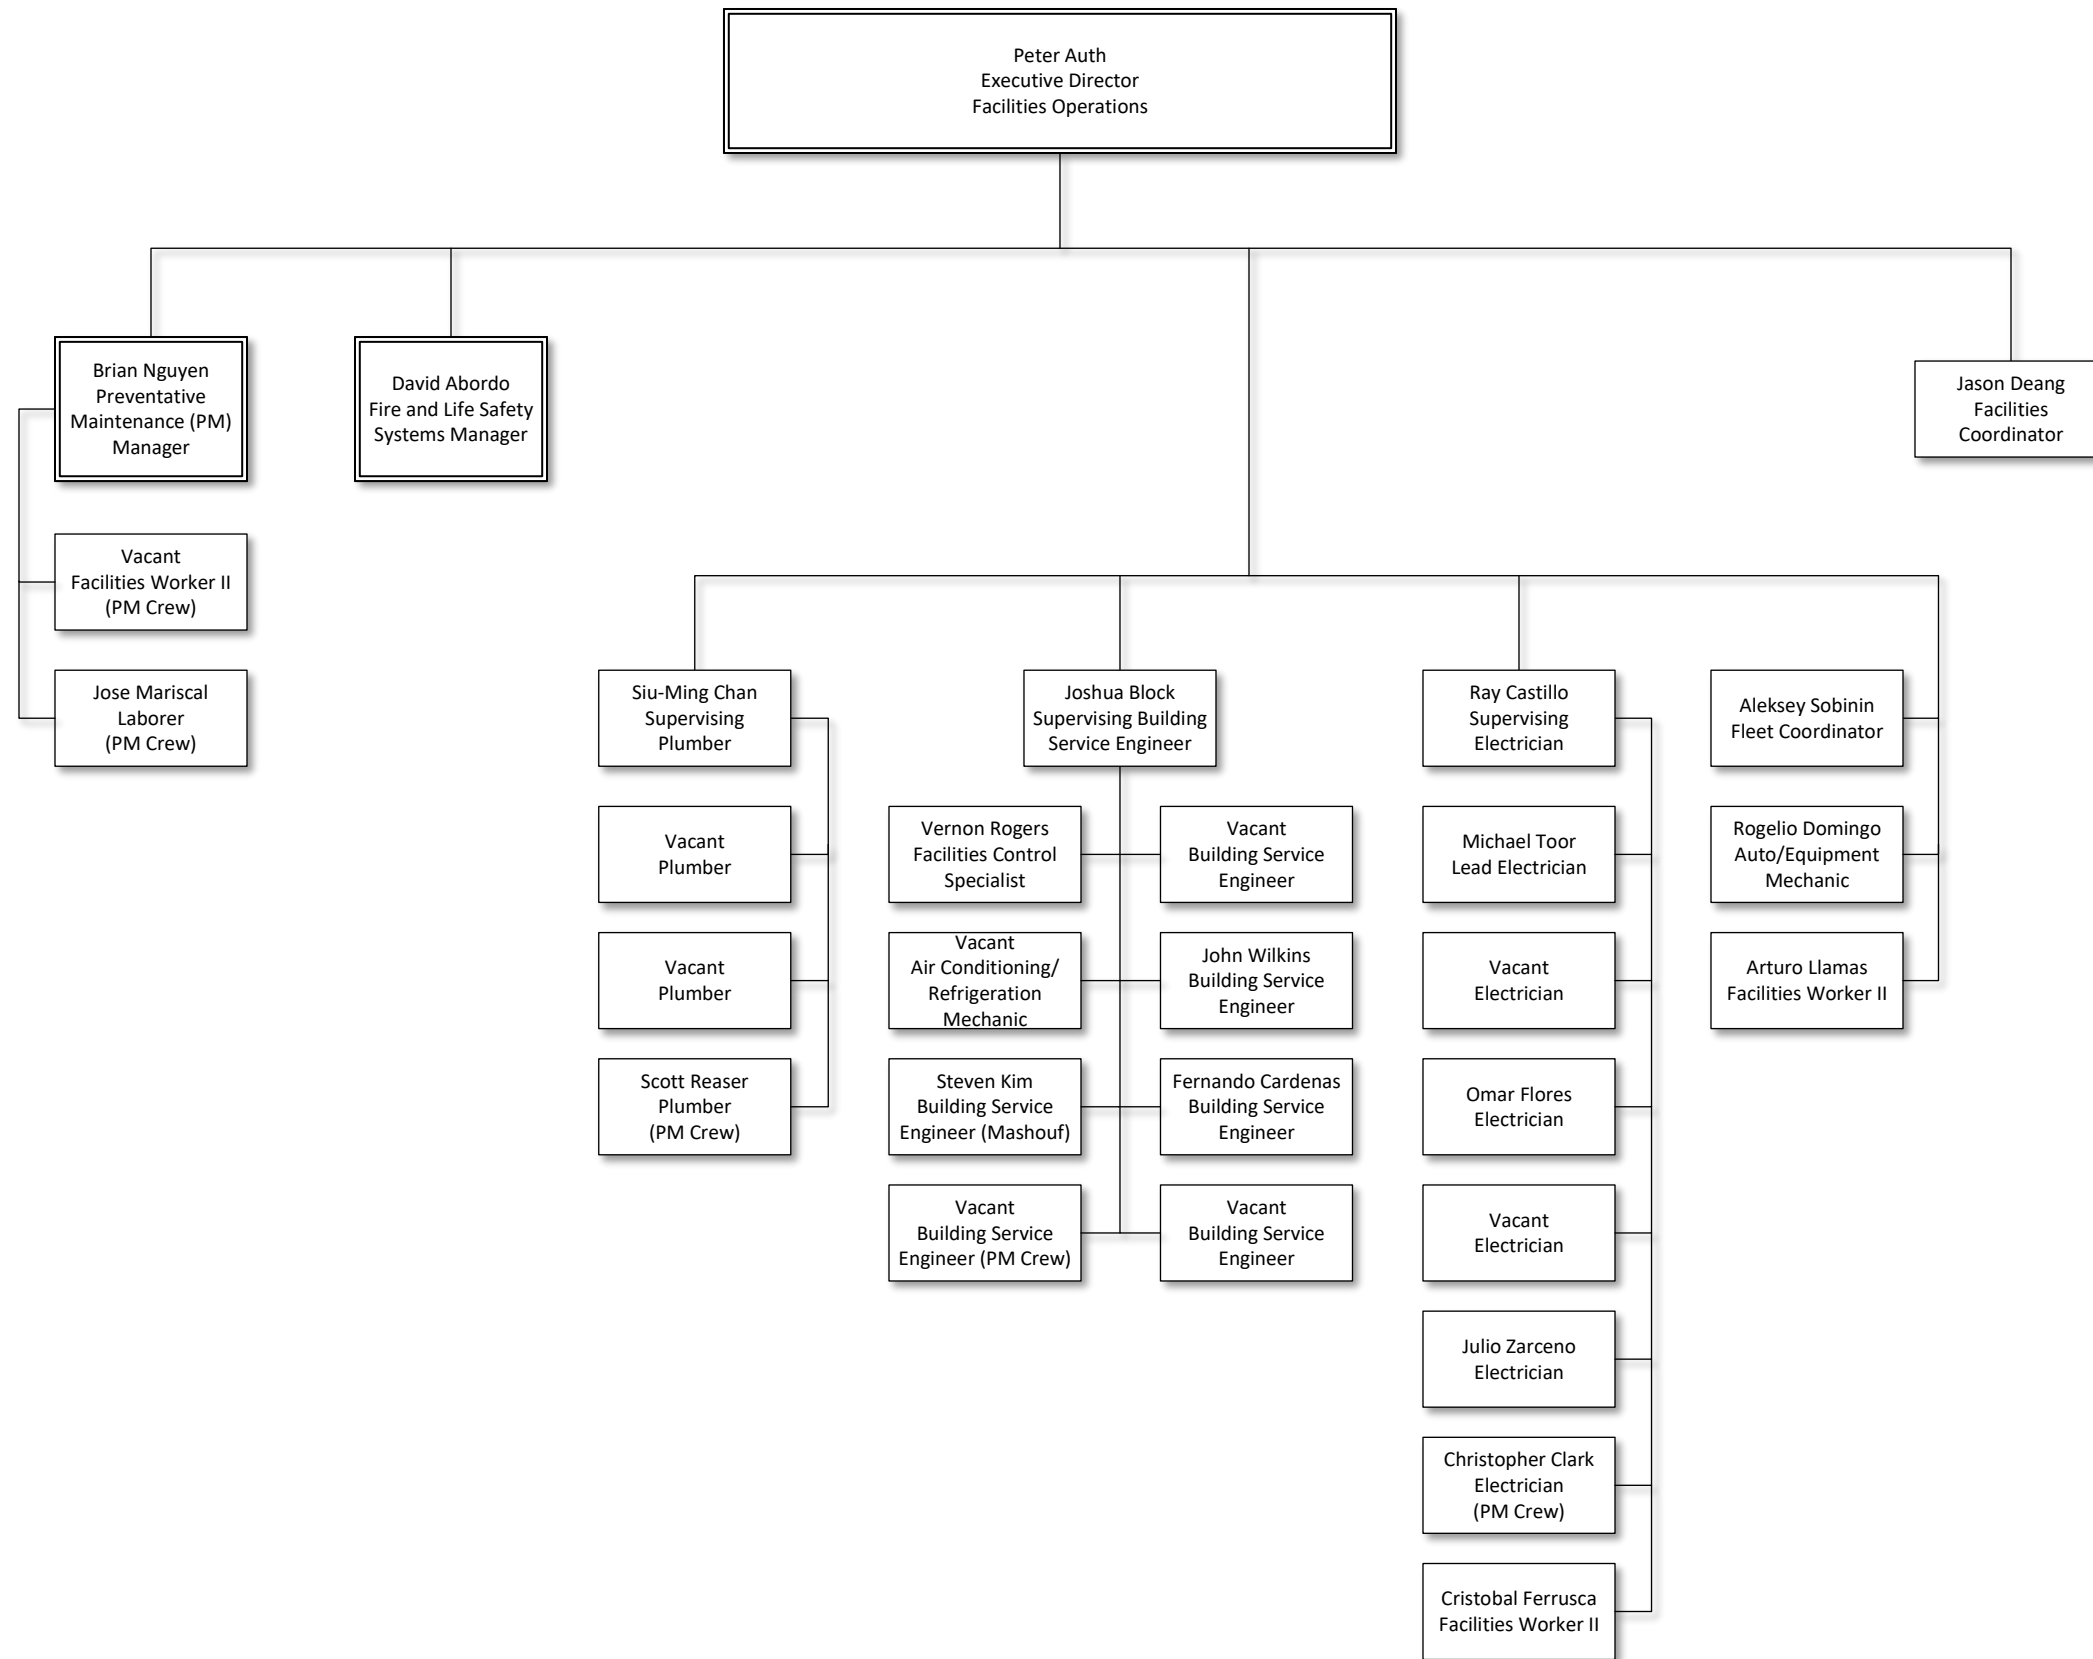 Peter Auth
Executive Director
Facilities Operations
Brian Nguyen
Preventative
Maintenance (PM)
Manager
David Abordo
Fire and Life Safety
Systems Manager
Jason Deang
Facilities
Coordinator
Vacant
Facilities Worker II
(PM Crew)
Jose Mariscal
Laborer
(PM Crew)
Siu-Ming Chan
Supervising
Plumber
Vacant
Plumber
Vacant
Plumber
Scott Reaser
Plumber
(PM Crew)
Joshua Block
Supervising Building
Service Engineer
Vernon Rogers
Facilities Control
Specialist
Vacant
Building Service
Engineer
Vacant
Air Conditioning/
Refrigeration
Mechanic
John Wilkins
Building Service
Engineer
Steven Kim
Building Service
Engineer (Mashouf)
Fernando Cardenas
Building Service
Engineer
Vacant
Building Service
Engineer (PM Crew)
Vacant
Building Service
Engineer
Ray Castillo
Supervising
Electrician
Michael Toor
Lead Electrician
Vacant
Electrician
Omar Flores
Electrician
Vacant
Electrician
Julio Zarceno
Electrician
Christopher Clark
Electrician
(PM Crew)
Cristobal Ferrusca
Facilities Worker II
Aleksey Sobinin
Fleet Coordinator
Rogelio Domingo
Auto/Equipment
Mechanic
Arturo Llamas
Facilities Worker II